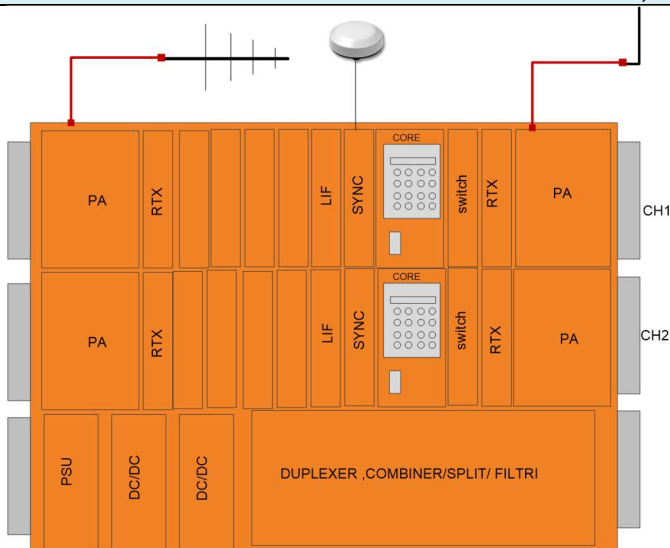 CORE
PA
RTX
LIF
SYNC
switch
RTX
PA
CH1
CORE
PA
RTX
LIF
SYNC
switch
RTX
PA
CH2
PSU
DC/DC
DC/DC
DUPLEXER ,COMBINER/SPLIT/ FILTRI